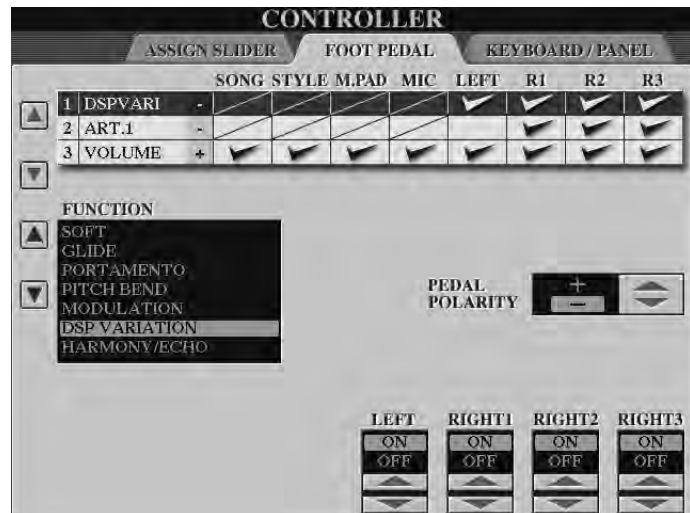 CONTROLLER
ASSIGN SLIDER FOOT PEDAL KEYBOARD / PANEL
SONG STYLE M.PAD MIC LEFT R1 R2 R3
1 DSPVARI -
2 ART.1 -
3 VOLUME +
FUNCTION
SOFT
GLIDE
PORTAMENTO
PITCH BEND
MODULATION
DSP VARIATION
HARMONY/ECHO
PEDAL
POLARITY
+
−
LEFT RIGHT1 RIGHT2 RIGHT3
ON ON ON ON
OFF OFF OFF OFF